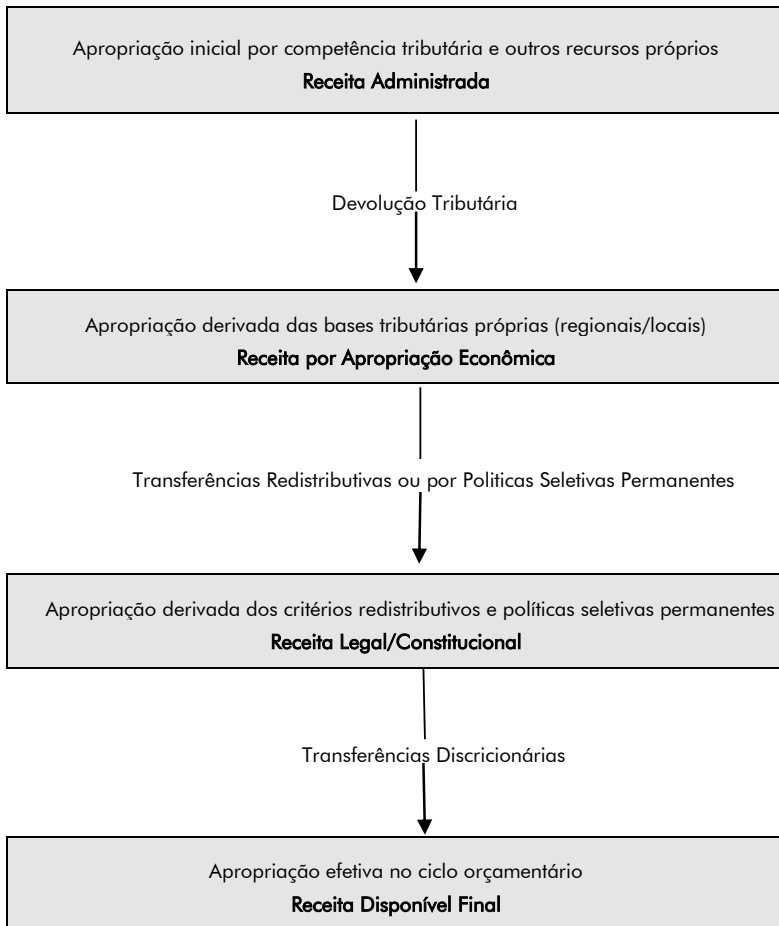 Apropriação inicial por competência tributária e outros recursos próprios
Receita Administrada
Devolução Tributária
Apropriação derivada das bases tributárias próprias (regionais/locais)
Receita por Apropriação Econômica
Transferências Redistributivas ou por Politicas Seletivas Permanentes
Apropriação derivada dos critérios redistributivos e políticas seletivas permanentes
Receita Legal/Constitucional
Transferências Discricionárias
Apropriação efetiva no ciclo orçamentário
Receita Disponível Final